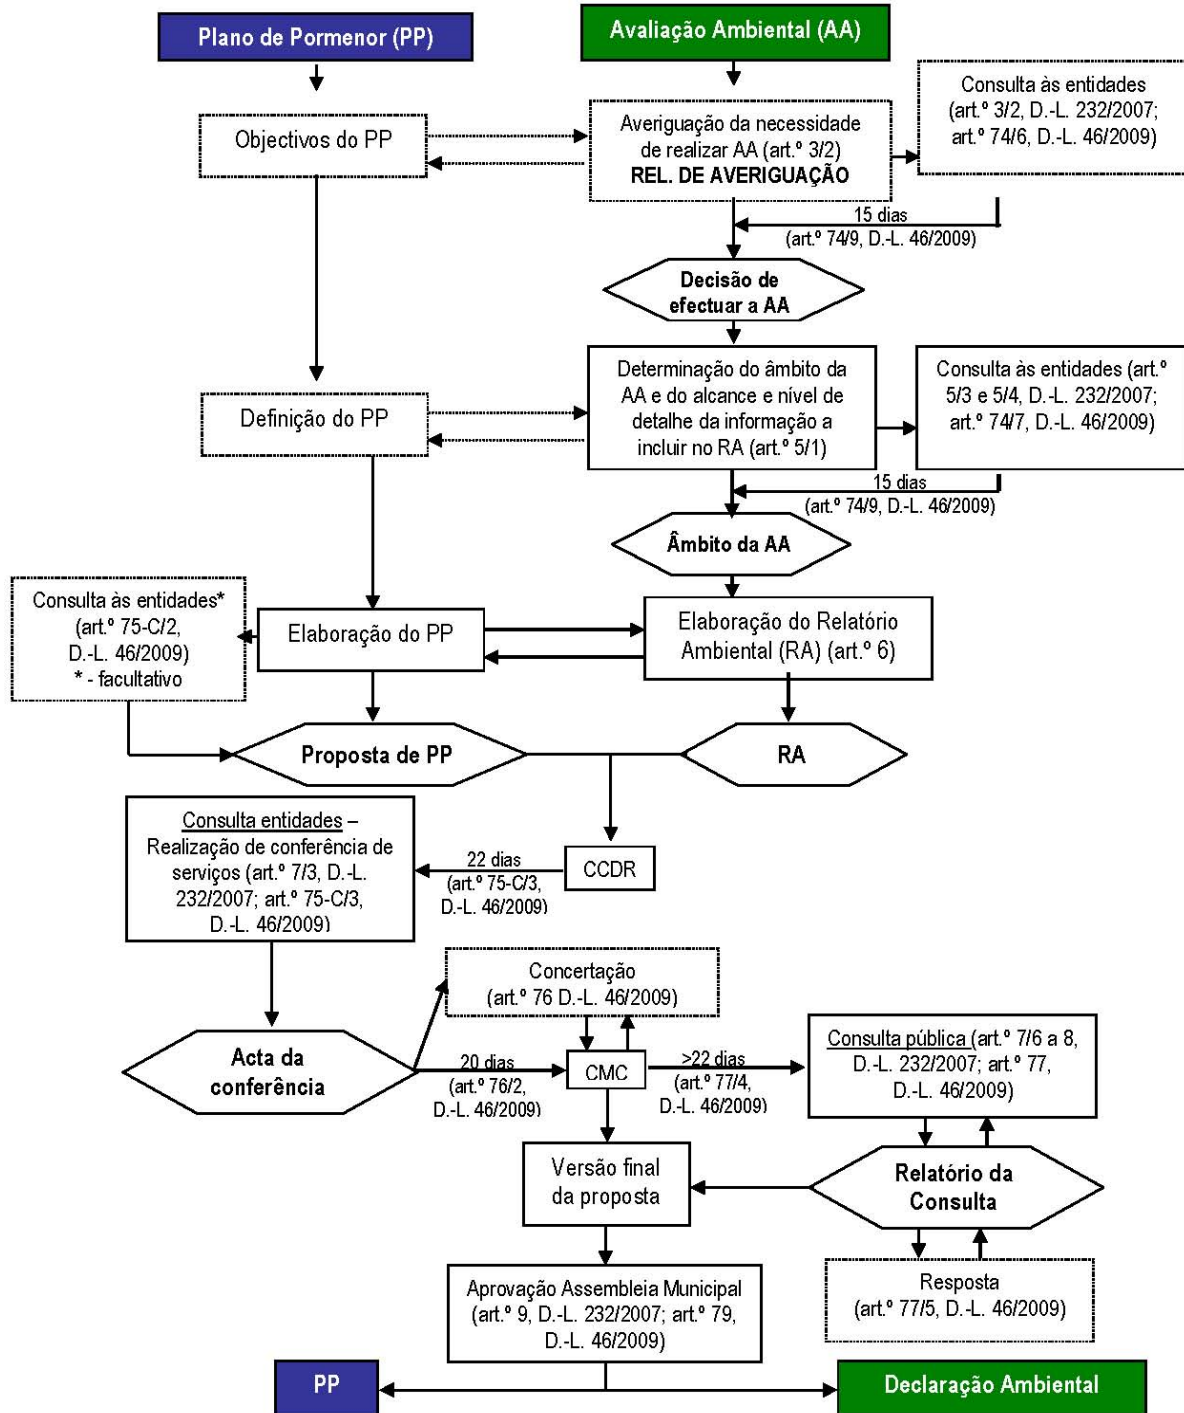 Plano de Pormenor (PP)
Avaliação Ambiental (AA)
Objectivos do PP
Averiguação da necessidade
de realizar AA (art.º 3/2)
REL. DE AVERIGUAÇÃO
Consulta às entidades
(art.º 3/2, D.-L. 232/2007;
art.º 74/6, D.-L. 46/2009)
15 dias
(art.º 74/9, D.-L. 46/2009)
Decisão de
efectuar a AA
Definição do PP
Determinação do âmbito da
AA e do alcance e nível de
detalhe da informação a
incluir no RA (art.º 5/1)
Consulta às entidades (art.º
5/3 e 5/4, D.-L. 232/2007;
art.º 74/7, D.-L. 46/2009)
15 dias
(art.º 74/9, D.-L. 46/2009)
Âmbito da AA
Consulta às entidades*
(art.º 75-C/2,
D.-L. 46/2009)
* - facultativo
Elaboração do PP
Elaboração do Relatório
Ambiental (RA) (art.º 6)
Proposta de PP
RA
Consulta entidades –
Realização de conferência de
serviços (art.º 7/3, D.-L.
232/2007; art.º 75-C/3,
D.-L. 46/2009)
22 dias
(art.º 75-C/3,
D.-L. 46/2009)
CCDR
Concertação
(art.º 76 D.-L. 46/2009)
Acta da
conferência
20 dias
(art.º 76/2,
D.-L. 46/2009)
CMC
>22 dias
(art.º 77/4,
D.-L. 46/2009)
Consulta pública (art.º 7/6 a 8,
D.-L. 232/2007; art.º 77,
D.-L. 46/2009)
Versão final
da proposta
Relatório da
Consulta
Aprovação Assembleia Municipal
(art.º 9, D.-L. 232/2007; art.º 79,
D.-L. 46/2009)
Resposta
(art.º 77/5, D.-L. 46/2009)
PP
Declaração Ambiental